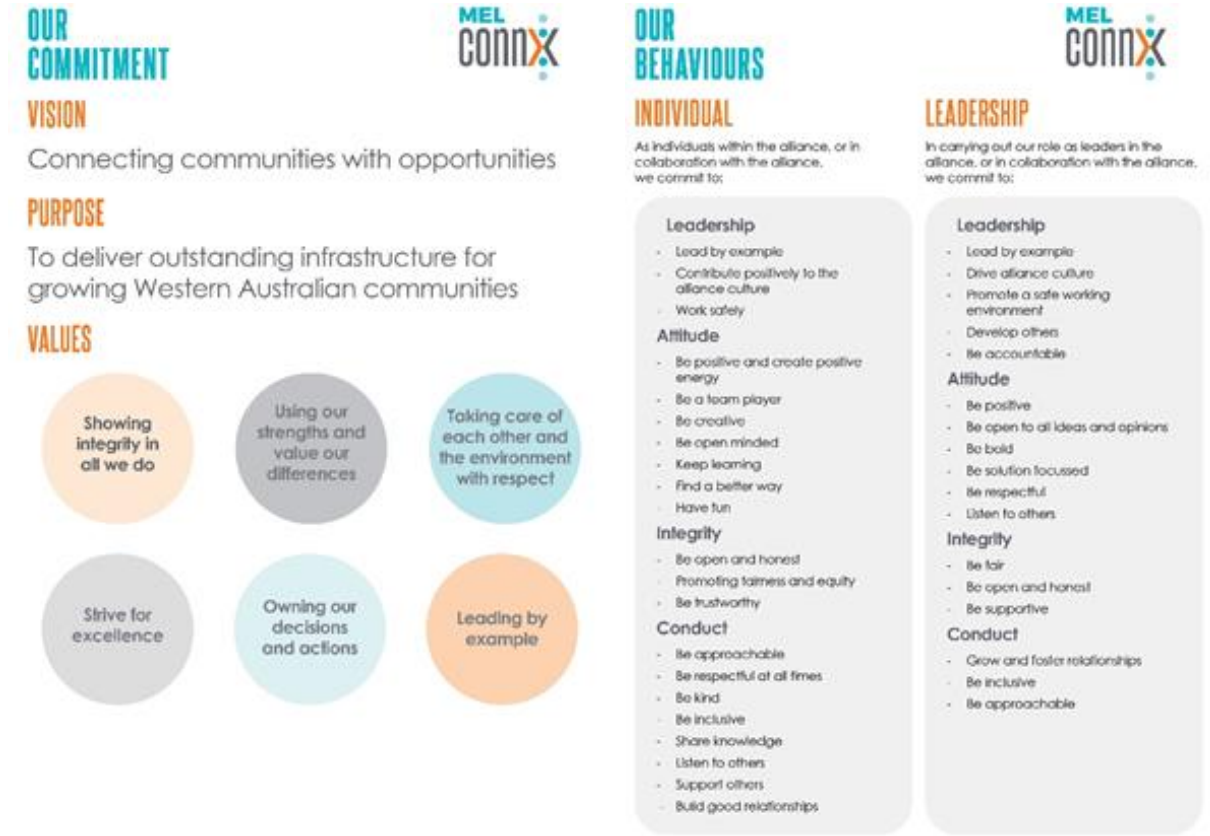 OUR
COMMITMENT
MEL
connx
VISION
Connecting communities with opportunities
PURPOSE
To deliver outstanding infrastructure for
growing Western Australian communities
VALUES
Showing
integrity in
all we do
Using our
strengths and
value our
differences
Taking care of
each other and
the environment
with respect
Strive for
excellence
Owning our
decisions
and actions
Leading by
example
OUR
BEHAVIOURS
MEL
connx
INDIVIDUAL
As individuals within the alliance, or in
collaboration with the alliance,
we commit to:
Leadership
- Lead by example
- Contribute positively to the
alliance culture
- Work safely
Attitude
- Be positive and create positive
energy
- Be a team player
- Be creative
- Be open minded
- Keep learning
- Find a better way
- Have fun
Integrity
- Be open and honest
- Promoting fairness and equity
- Be trustworthy
Conduct
- Be approachable
- Be respectful at all times
- Be kind
- Be inclusive
- Share knowledge
- Listen to others
- Support others
- Build good relationships
LEADERSHIP
In carrying out our role as leaders in the
alliance, or in collaboration with the alliance,
we commit to:
Leadership
- Lead by example
- Drive alliance culture
- Promote a safe working
environment
- Develop others
- Be accountable
Attitude
- Be positive
- Be open to all ideas and opinions
- Be bold
- Be solution focussed
- Be respectful
- Listen to others
Integrity
- Be fair
- Be open and honest
- Be supportive
Conduct
- Grow and foster relationships
- Be inclusive
- Be approachable